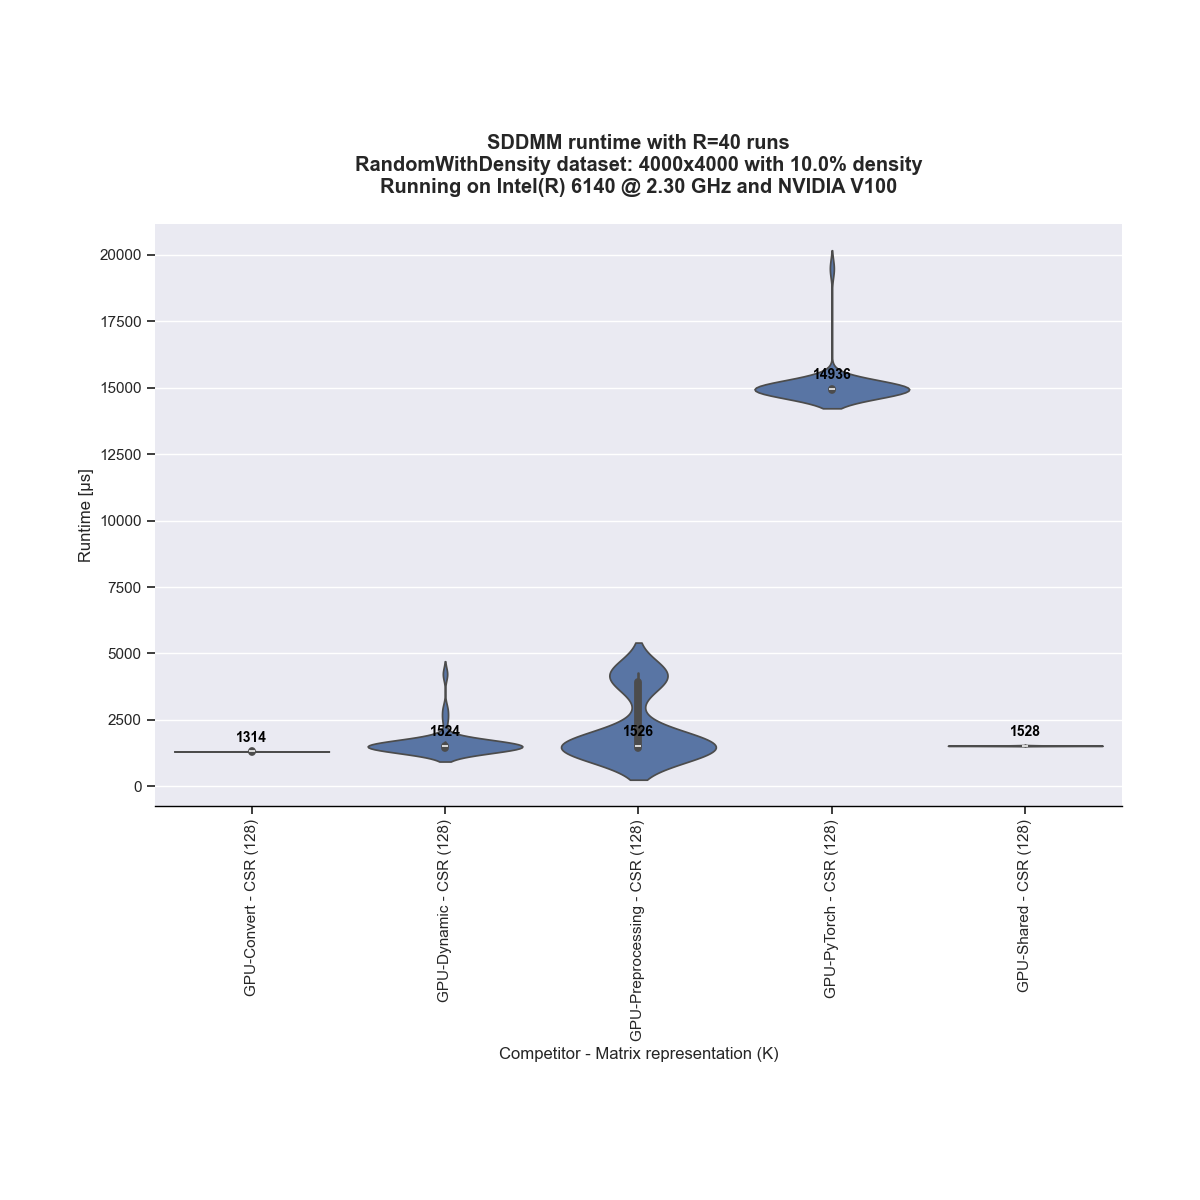 SDDMM runtime with R=40 runs
RandomWithDensity dataset: 4000x4000 with 10.0% density
Running on Intel(R) 6140 @ 2.30 GHz and NVIDIA V100
20000
17500
15000
12500
10000
7500
5000
2500
0
Runtime [µs]
1314
1524
1526
14936
1528
GPU-Convert - CSR (128)
GPU-Dynamic - CSR (128)
GPU-Preprocessing - CSR (128)
GPU-PyTorch - CSR (128)
GPU-Shared - CSR (128)
Competitor - Matrix representation (K)